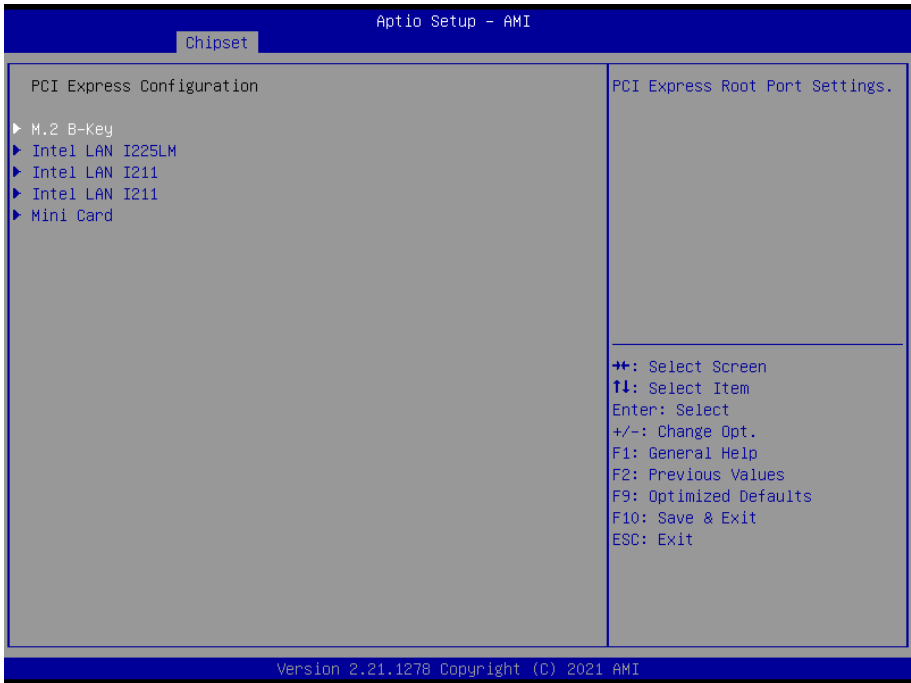 Aptio Setup – AMI
Chipset
PCI Express Configuration
▶ M.2 B-Key
▶ Intel LAN I225LM
▶ Intel LAN I211
▶ Intel LAN I211
▶ Mini Card
PCI Express Root Port Settings.
→←: Select Screen
↑↓: Select Item
Enter: Select
+/-: Change Opt.
F1: General Help
F2: Previous Values
F9: Optimized Defaults
F10: Save & Exit
ESC: Exit
Version 2.21.1278 Copyright (C) 2021 AMI